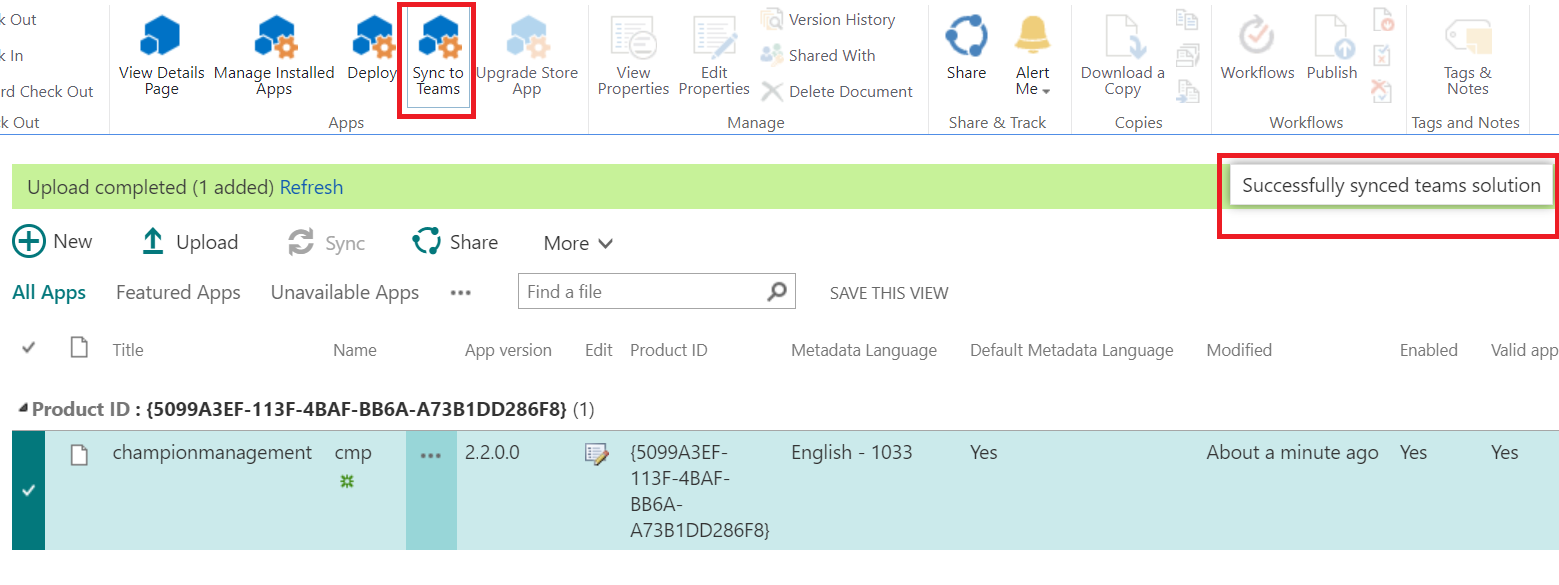 ck Out
k In
rd Check Out
ck Out
View Details
Page
Manage Installed
Apps
Deploy
Sync to
Teams
Upgrade Store
App
Apps
View
Properties
Edit
Properties
Version History
Shared With
Delete Document
Manage
Share
Alert
Me
Share & Track
Download a
Copy
Copies
Workflows
Publish
Workflows
Tags &
Notes
Tags and Notes
Upload completed (1 added) Refresh
Successfully synced teams solution
New
Upload
Sync
Share
More
All Apps
Featured Apps
Unavailable Apps
•••
Find a file
SAVE THIS VIEW
Title
Name
App version
Edit
Product ID
Metadata Language
Default Metadata Language
Modified
Enabled
Valid app
Product ID : {5099A3EF-113F-4BAF-BB6A-A73B1DD286F8} (1)
championmanagement
cmp
•••
2.2.0.0
{5099A3EF-
113F-4BAF-
BB6A-
A73B1DD286F8}
English - 1033
Yes
About a minute ago
Yes
Yes